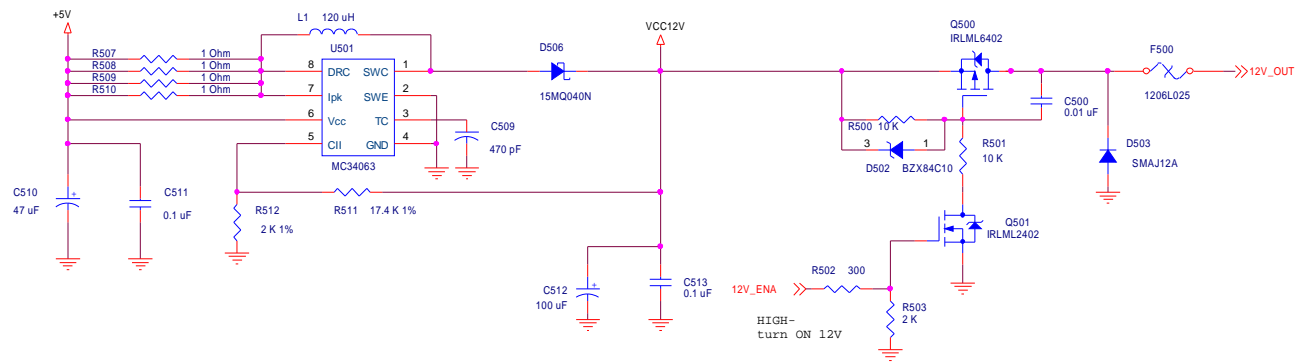 +5V
L1 120 uH
VCC12V
Q500
IRLML6402
R507 1 Ohm
R508 1 Ohm
R509 1 Ohm
R510 1 Ohm
U501
8 DRC SWC 1
7 Ipk SWE 2
6 Vcc TC 3
5 CII GND 4
MC34063
D506
15MQ040N
F500
1206L025
12V_OUT
C500
0.01 uF
R500 10 K
3 1
D502 BZX84C10
R501
10 K
D503
SMAJ12A
C509
470 pF
C510
47 uF
C511
0.1 uF
R512
2 K 1%
R511 17.4 K 1%
Q501
IRLML2402
C512
100 uF
C513
0.1 uF
12V_ENA
R502 300
R503
2 K
HIGH-
turn ON 12V